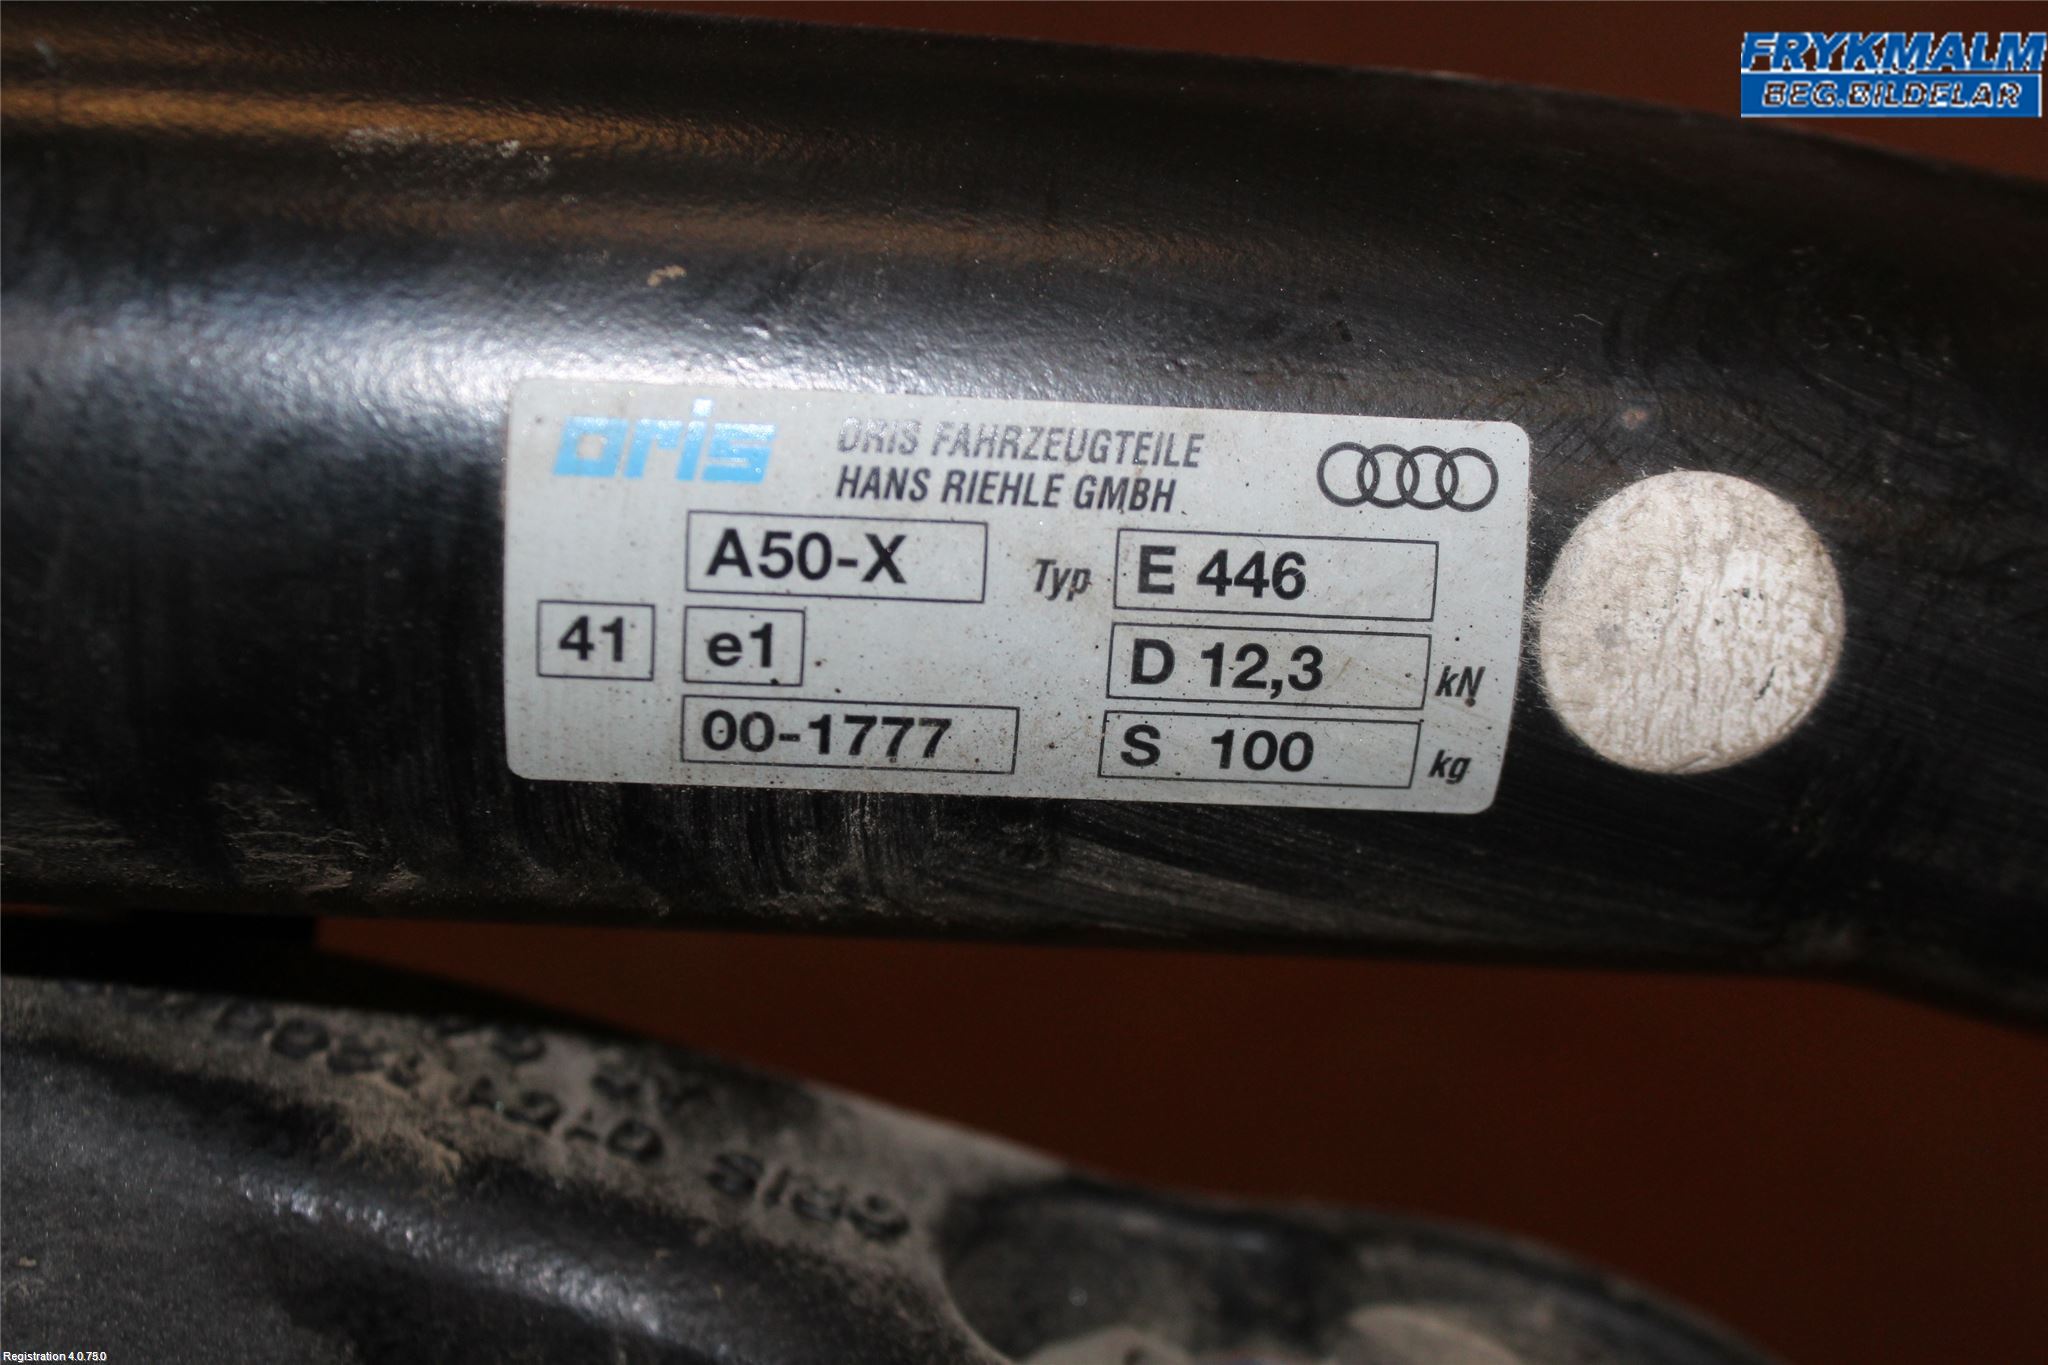 FRYKMALM
BEG.BILDELAR
oris
ORIS FAHRZEUGTEILE
HANS RIEHLE GMBH
A50-X
Typ
E 446
41
e1
D 12,3
kN
00-1777
S 100
kg
Registration 4.0.75.0